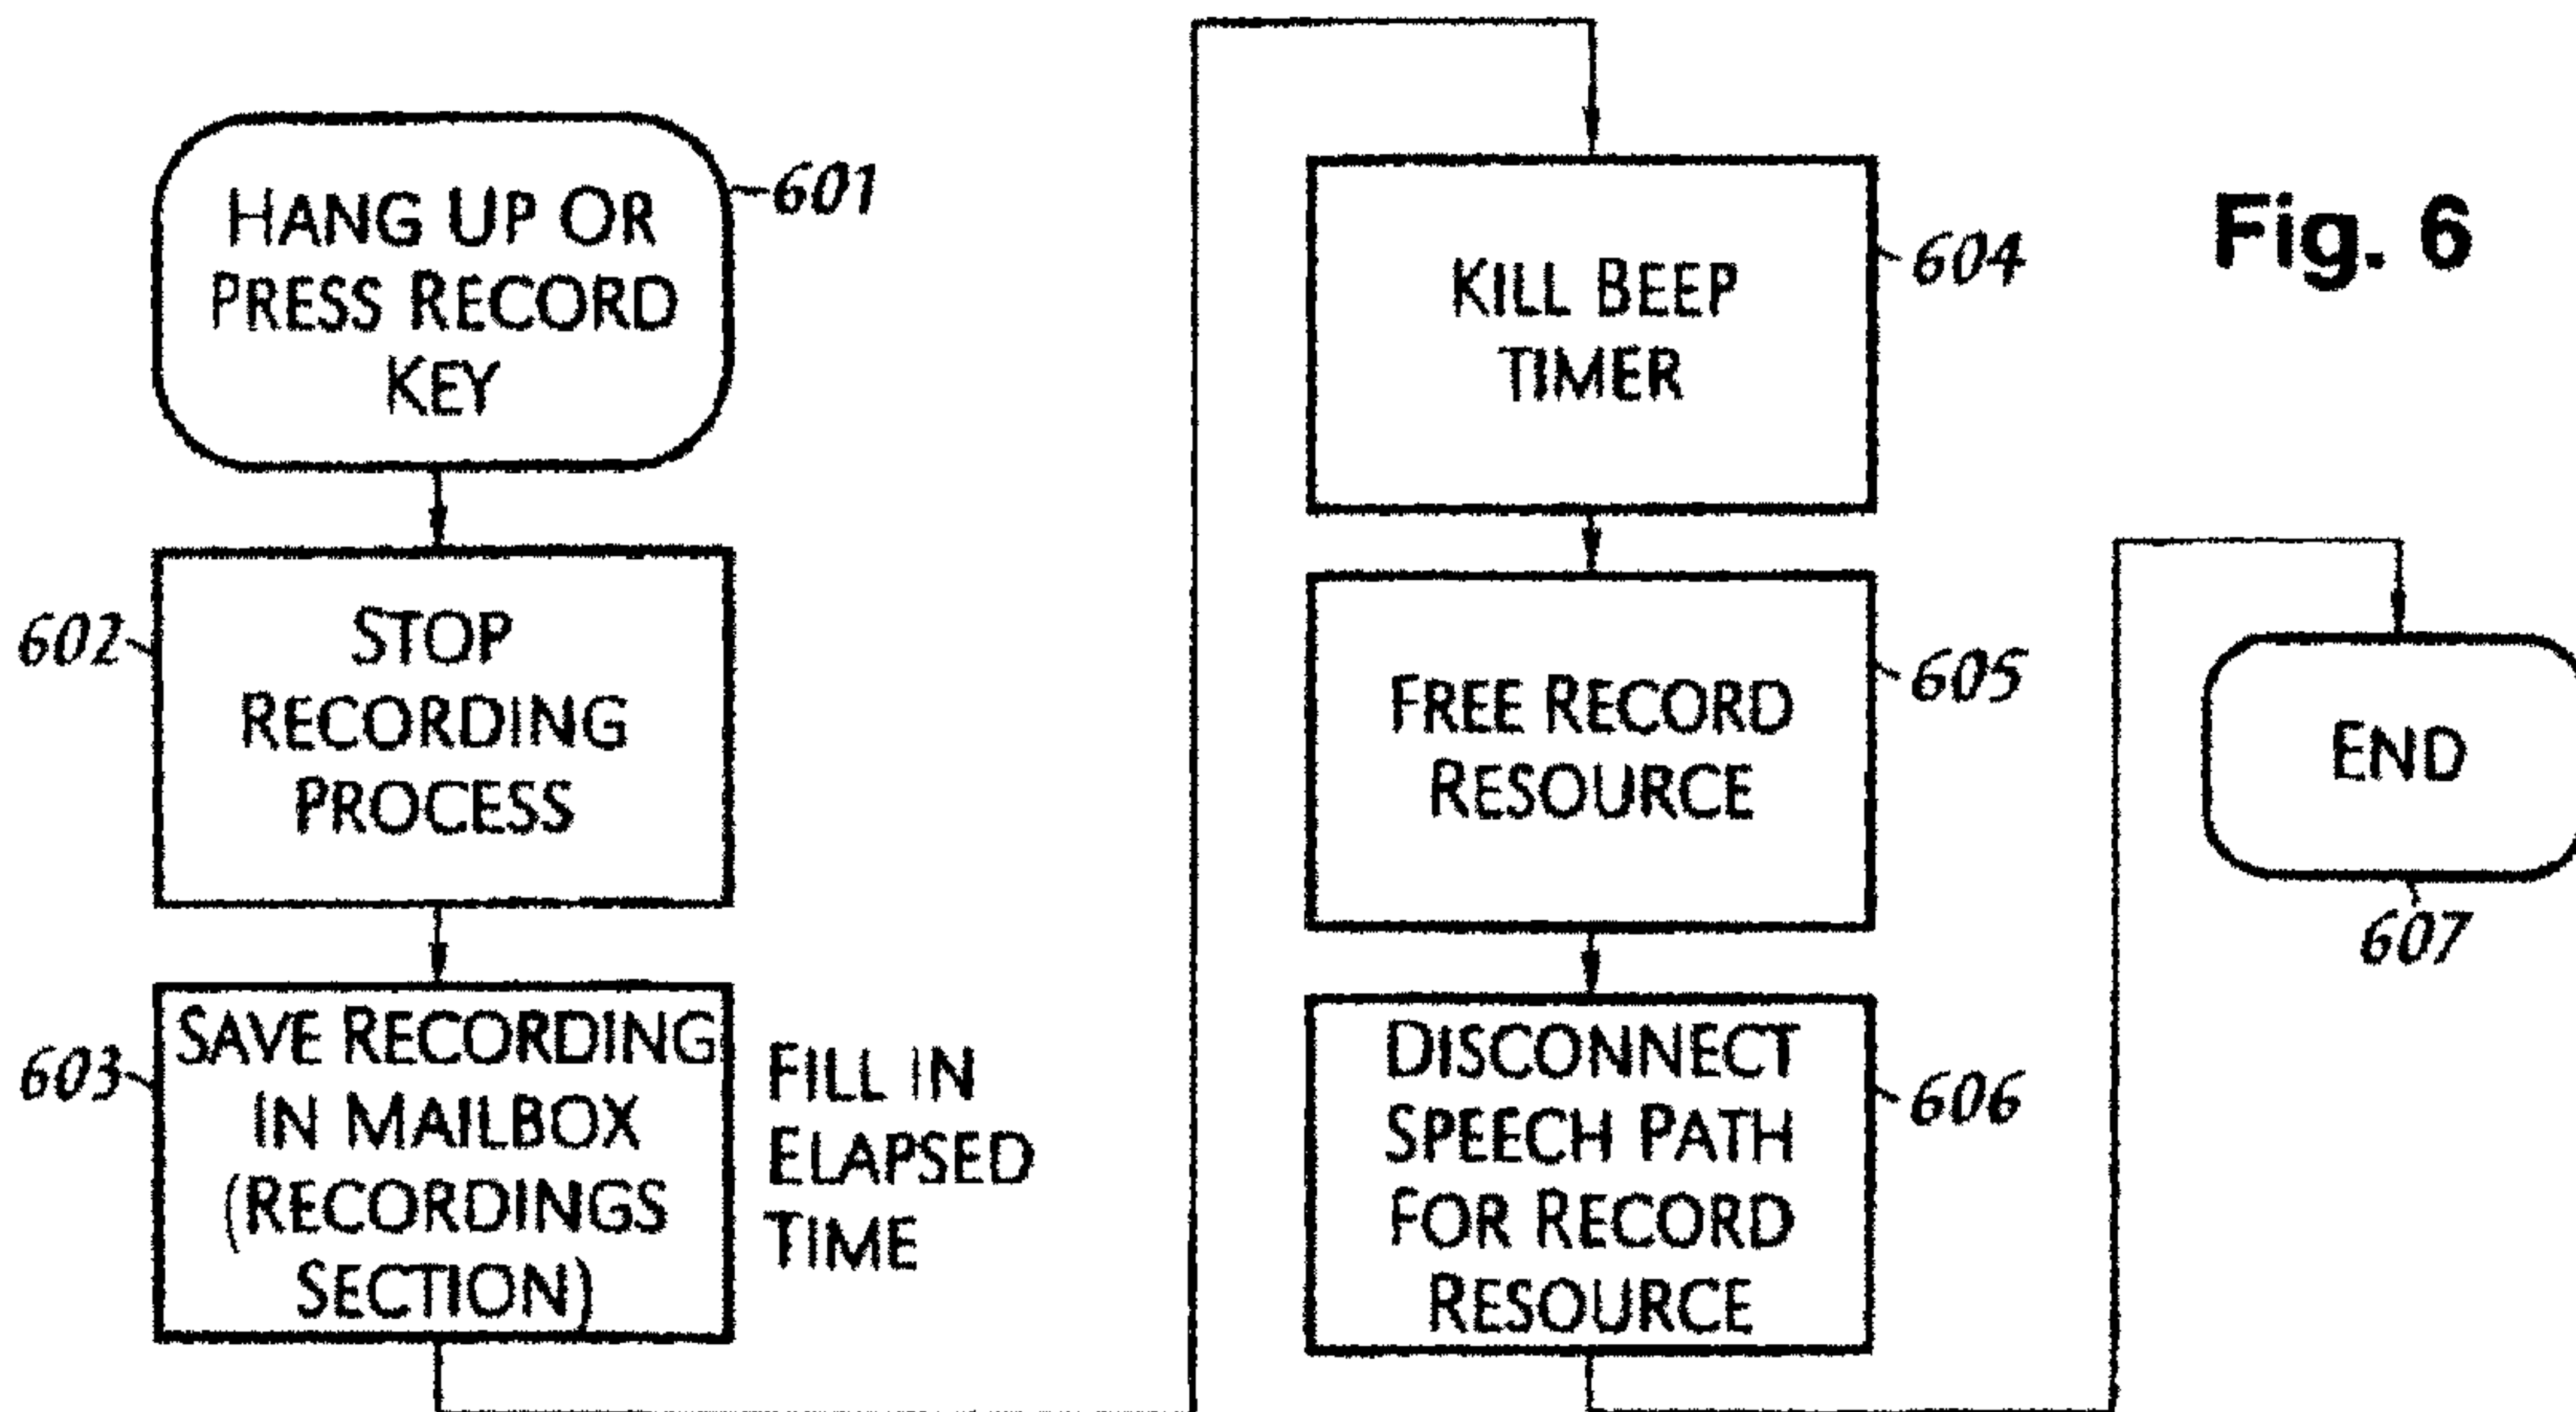 HANG UP OR
PRESS RECORD
KEY
601
602
STOP
RECORDING
PROCESS
603
SAVE RECORDING
IN MAILBOX
(RECORDINGS
SECTION)
FILL IN
ELAPSED
TIME
KILL BEEP
TIMER
604
FREE RECORD
RESOURCE
605
DISCONNECT
SPEECH PATH
FOR RECORD
RESOURCE
606
Fig. 6
END
607